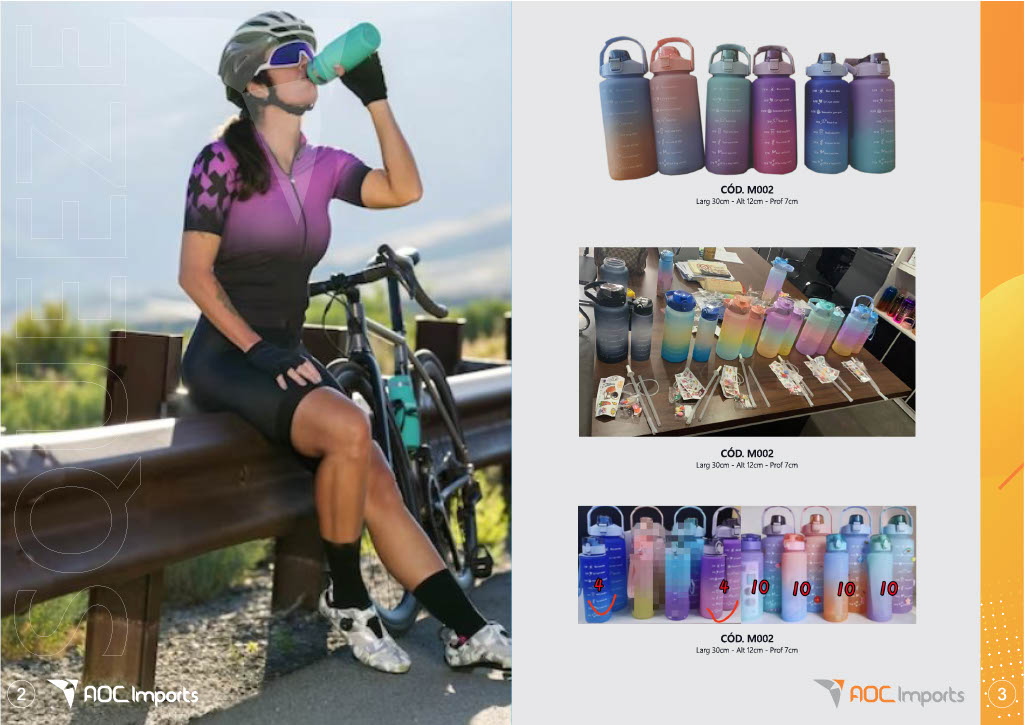 SQUEEZE
2
AOC Imports
CÓD. M002
Larg 30cm - Alt 12cm - Prof 7cm
CÓD. M002
Larg 30cm - Alt 12cm - Prof 7cm
4
4
10
10
10
10
CÓD. M002
Larg 30cm - Alt 12cm - Prof 7cm
AOC Imports
3